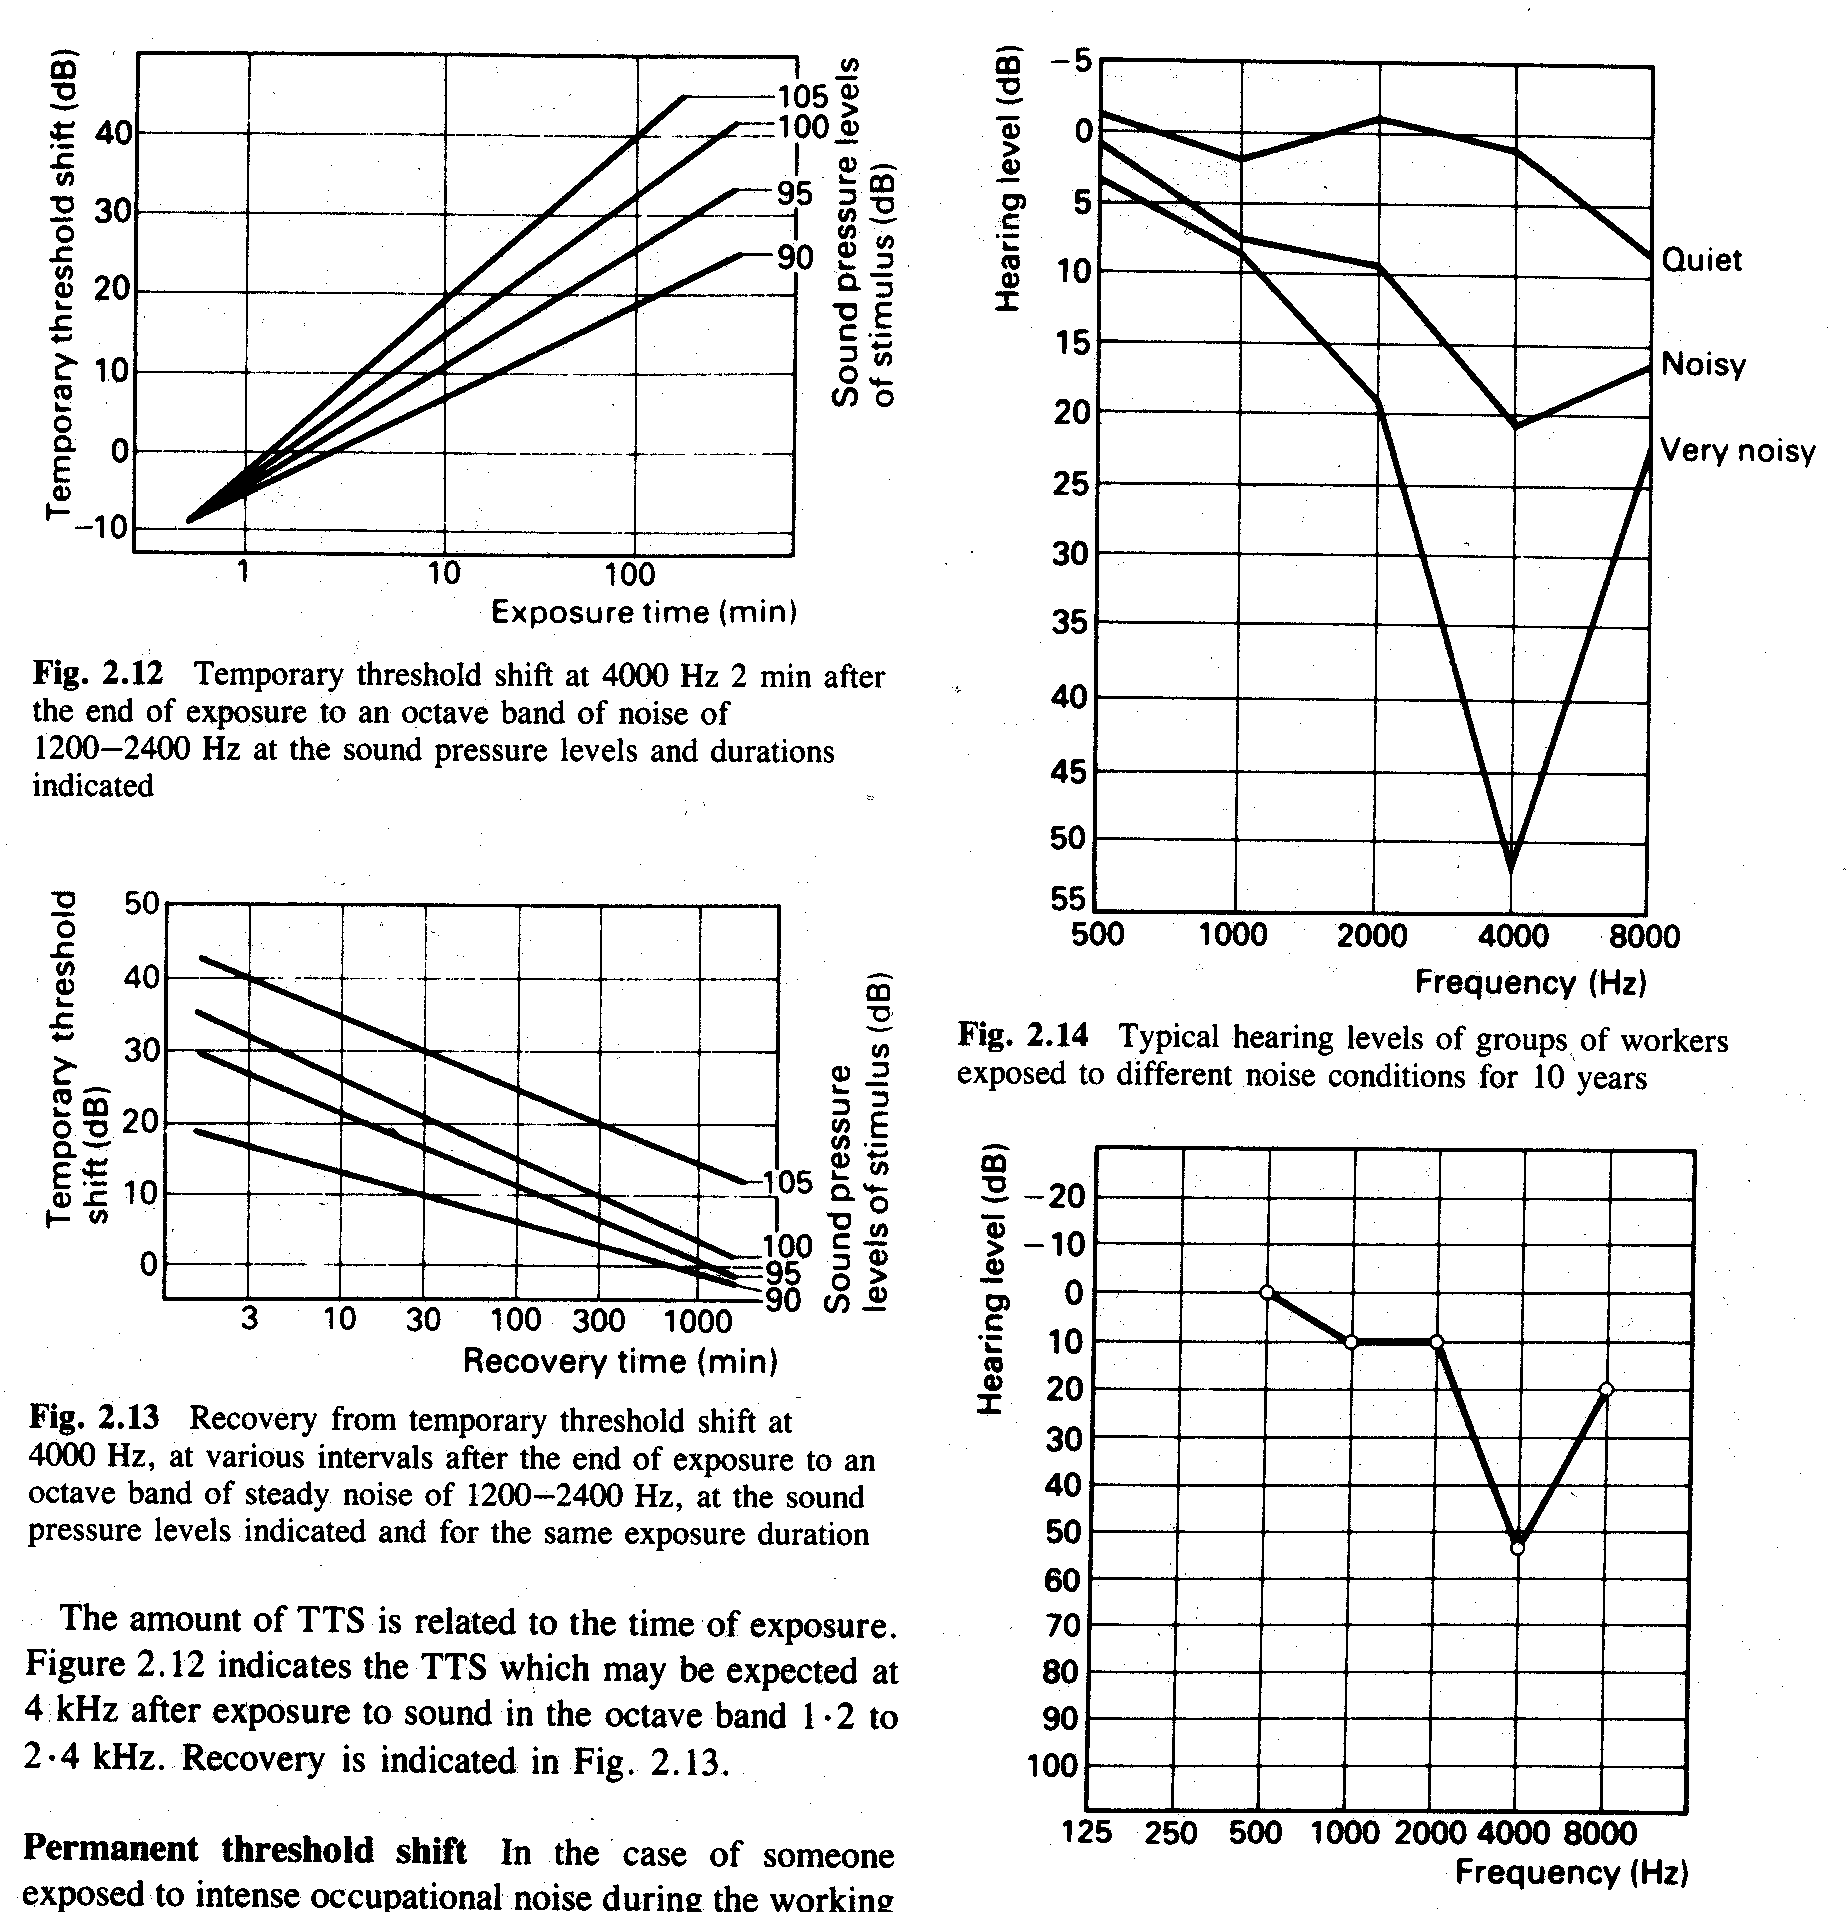 Temporary threshold shift (dB)
40
30
20
10
0
−10
105
100
95
90
Sound pressure levels
of stimulus (dB)
1 10 100
Exposure time (min)
Fig. 2.12 Temporary threshold shift at 4000 Hz 2 min after
the end of exposure to an octave band of noise of
1200–2400 Hz at the sound pressure levels and durations
indicated
Temporary threshold
shift (dB)
50
40
30
20
10
0
105
100
95
90
Sound pressure
levels of stimulus (dB)
3 10 30 100 300 1000
Recovery time (min)
Fig. 2.13 Recovery from temporary threshold shift at
4000 Hz, at various intervals after the end of exposure to an
octave band of steady noise of 1200–2400 Hz, at the sound
pressure levels indicated and for the same exposure duration
The amount of TTS is related to the time of exposure.
Figure 2.12 indicates the TTS which may be expected at
4 kHz after exposure to sound in the octave band 1·2 to
2·4 kHz. Recovery is indicated in Fig. 2.13.
Permanent threshold shift In the case of someone
exposed to intense occupational noise during the working
Hearing level (dB)
−5
0
5
10
15
20
25
30
35
40
45
50
55
Quiet
Noisy
Very noisy
500 1000 2000 4000 8000
Frequency (Hz)
Fig. 2.14 Typical hearing levels of groups of workers
exposed to different noise conditions for 10 years
Hearing level (dB)
−20
−10
0
10
20
30
40
50
60
70
80
90
100
125 250 500 1000 2000 4000 8000
Frequency (Hz)